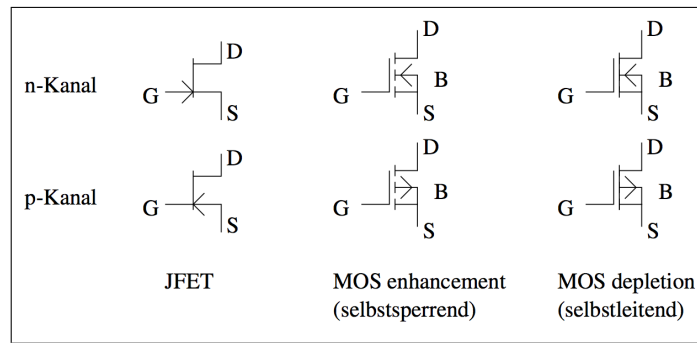 D
D
D
n-Kanal
G
S
G
B
S
G
B
S
D
D
D
p-Kanal
G
S
G
B
S
G
B
S
JFET
MOS enhancement
(selbstsperrend)
MOS depletion
(selbstleitend)